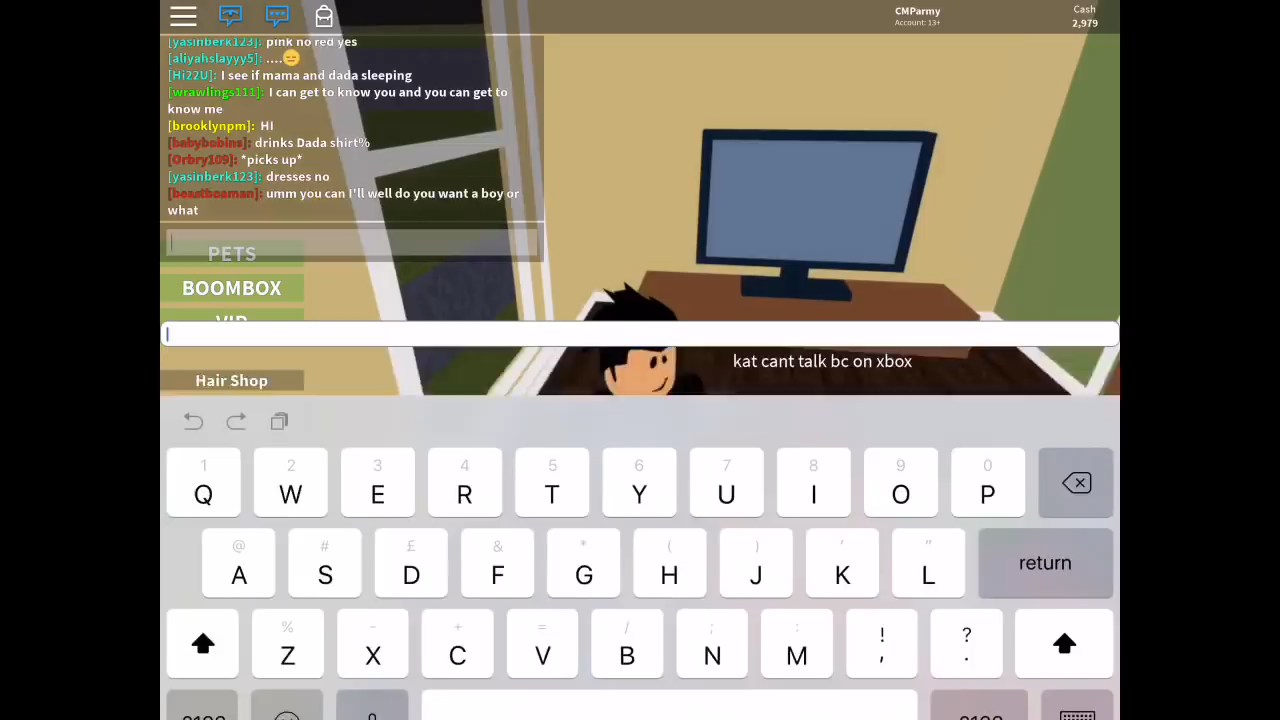 CMParmy
Account: 13+
Cash
2,979
[yasinberk123]: pink no red yes
[aliyahslayyy5]: ....😑
[Hi22U]: I see if mama and dada sleeping
[wrawlings111]: I can get to know you and you can get to
know me
[brooklynpm]: HI
[babybobins]: drinks Dada shirt%
[Orbry109]: *picks up*
[yasinberk123]: dresses no
[beastboaman]: umm you can I'll well do you want a boy or
what
PETS
BOOMBOX
VIP
kat cant talk bc on xbox
Hair Shop
1 2 3 4 5 6 7 8 9 0
Q W E R T Y U I O P
@ # £ & * ( ) ' "
A S D F G H J K L return
% - + = / ; : ! ?
Z X C V B N M , .